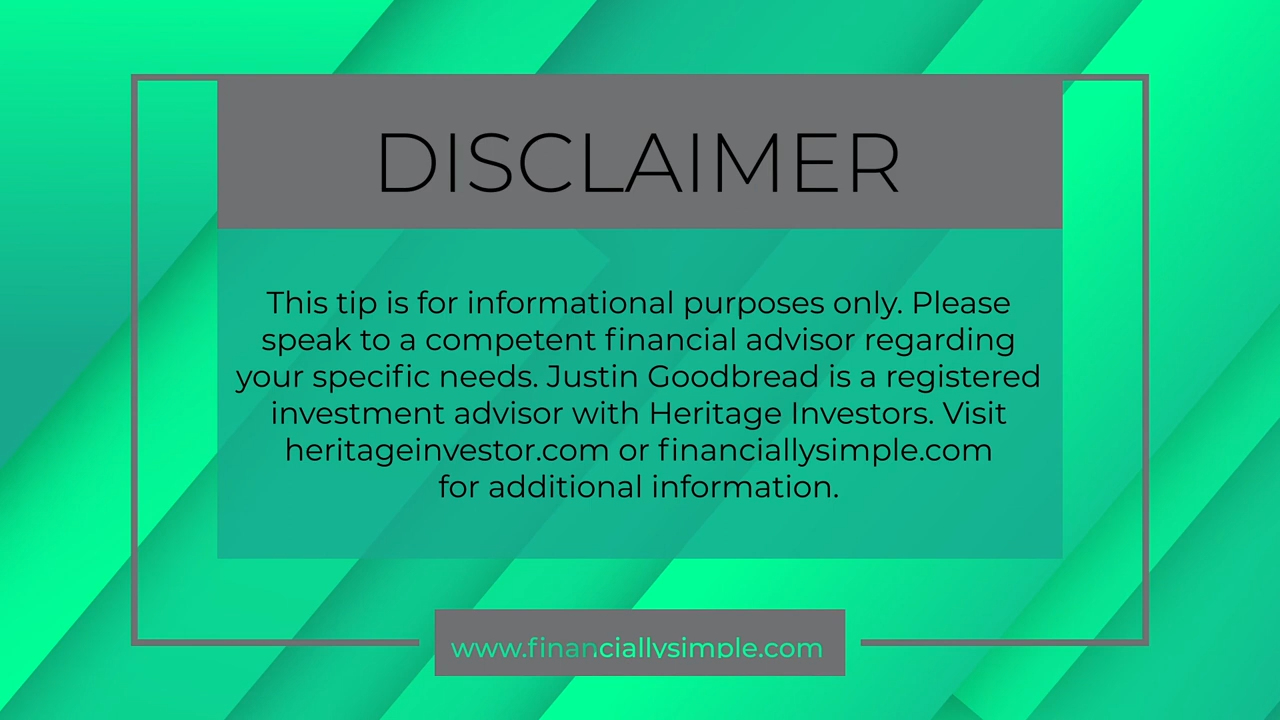 DISCLAIMER
This tip is for informational purposes only. Please
speak to a competent financial advisor regarding
your specific needs. Justin Goodbread is a registered
investment advisor with Heritage Investors. Visit
heritageinvestor.com or financiallysimple.com
for additional information.
www.financiallysimple.com